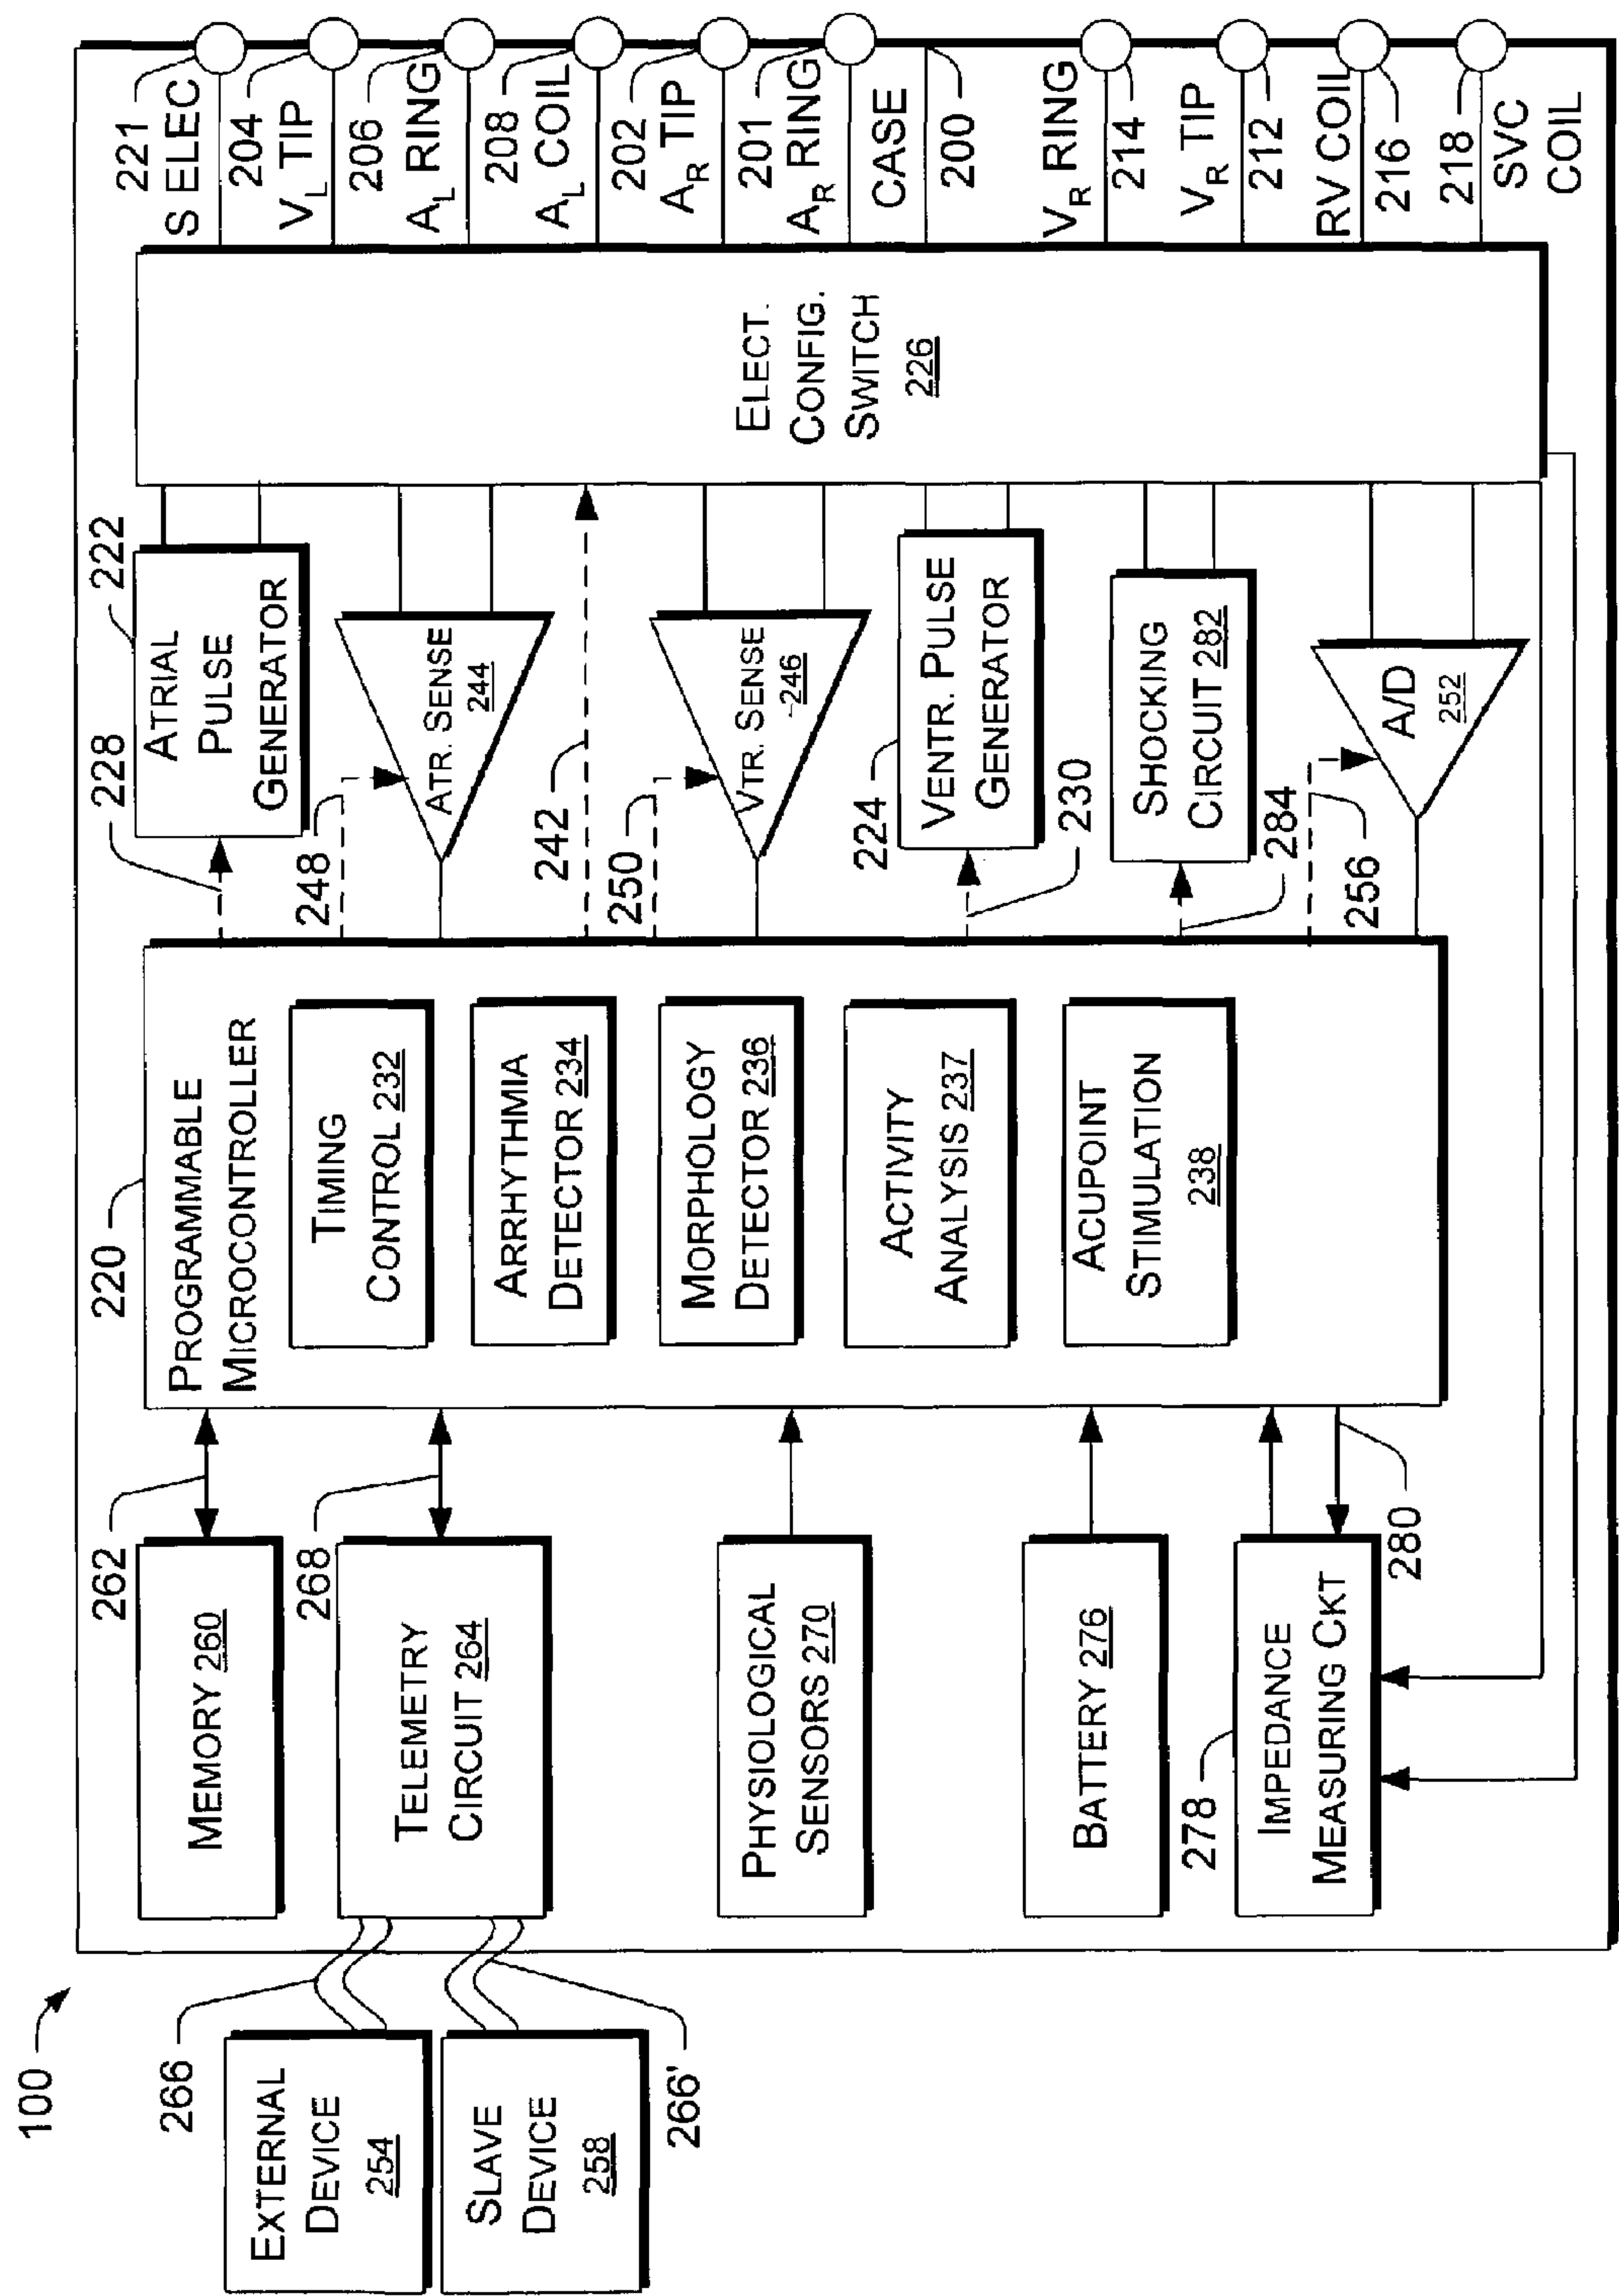 100
EXTERNAL
DEVICE
254
SLAVE
DEVICE
258
266
266'
262
MEMORY 260
268
TELEMETRY
CIRCUIT 264
PHYSIOLOGICAL
SENSORS 270
BATTERY 276
278
IMPEDANCE
MEASURING CKT
280
220
PROGRAMMABLE
MICROCONTROLLER
TIMING
CONTROL 232
ARRHYTHMIA
DETECTOR 234
MORPHOLOGY
DETECTOR 236
ACTIVITY
ANALYSIS 237
ACUPOINT
STIMULATION
238
222
228
ATRIAL
PULSE
GENERATOR
248
ATR. SENSE
244
242
250
VTR. SENSE
246
224
VENTR. PULSE
GENERATOR
230
SHOCKING
CIRCUIT 282
284
256
A/D
252
ELECT.
CONFIG.
SWITCH
226
221
S ELEC
204
VL TIP
206
AL RING
208
AL COIL
202
AR TIP
201
AR RING
CASE
200
VR RING
214
VR TIP
212
RV COIL
216
218
SVC
COIL